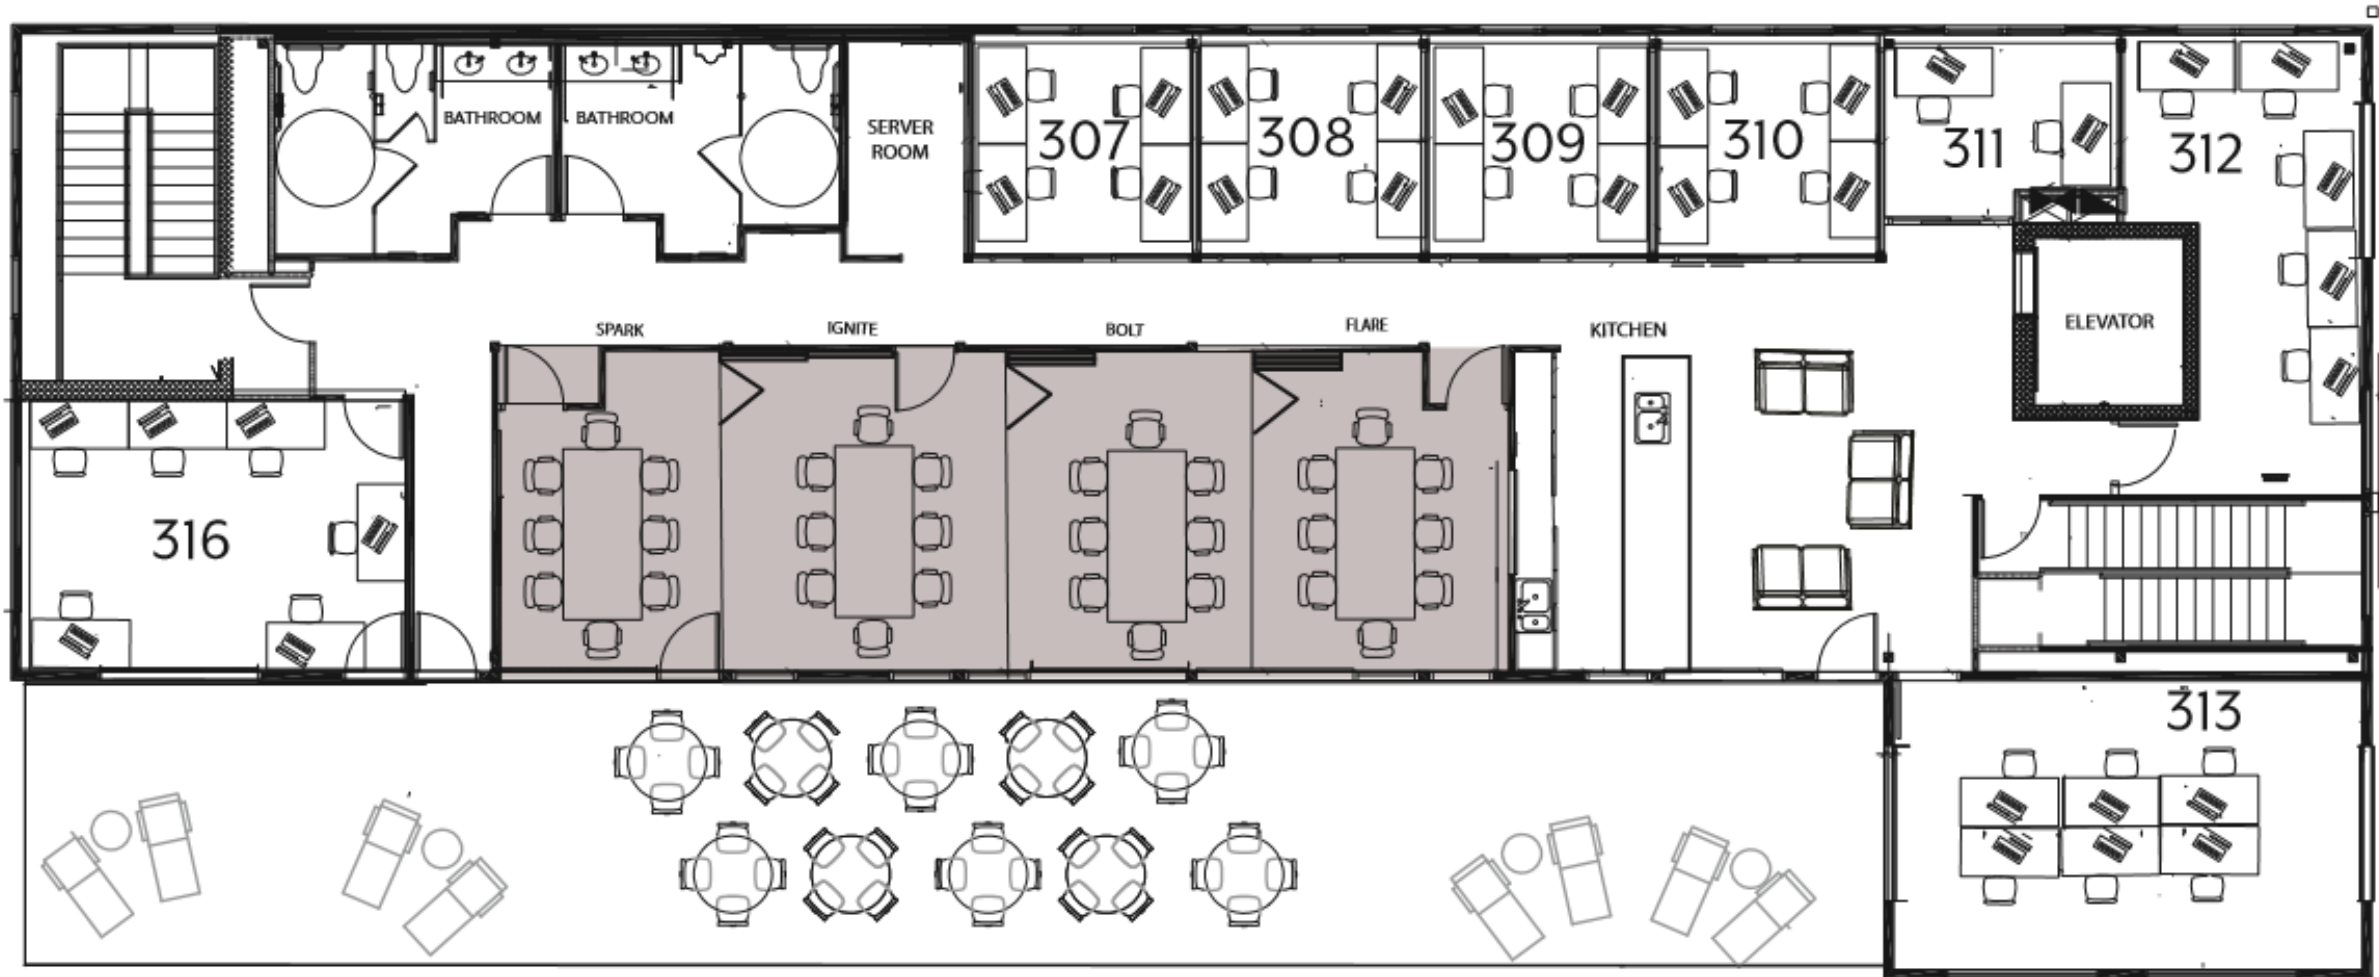 BATHROOM
BATHROOM
SERVER
ROOM
307
308
309
310
311
312
SPARK
IGNITE
BOLT
FLARE
KITCHEN
ELEVATOR
316
313